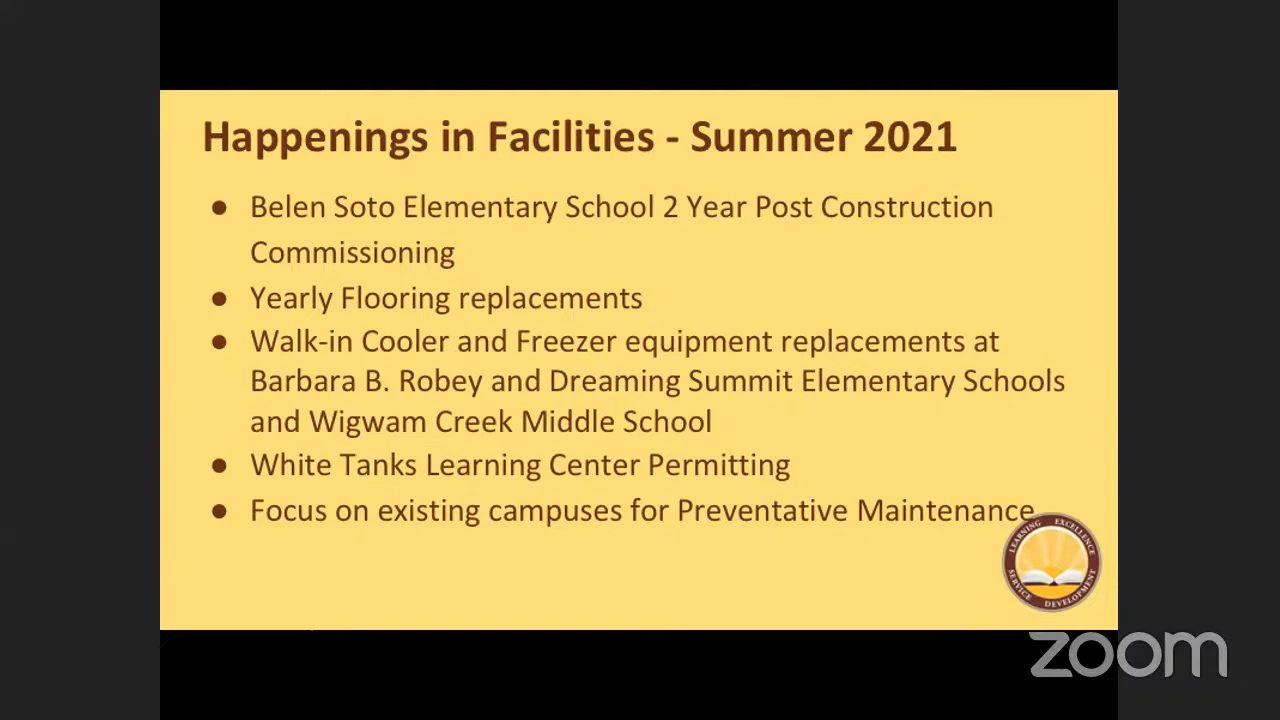 Happenings in Facilities - Summer 2021
● Belen Soto Elementary School 2 Year Post Construction
Commissioning
● Yearly Flooring replacements
● Walk-in Cooler and Freezer equipment replacements at
Barbara B. Robey and Dreaming Summit Elementary Schools
and Wigwam Creek Middle School
● White Tanks Learning Center Permitting
● Focus on existing campuses for Preventative Maintenance
LEARNING EXCELLENCE
SERVICE DEVELOPMENT
zoom